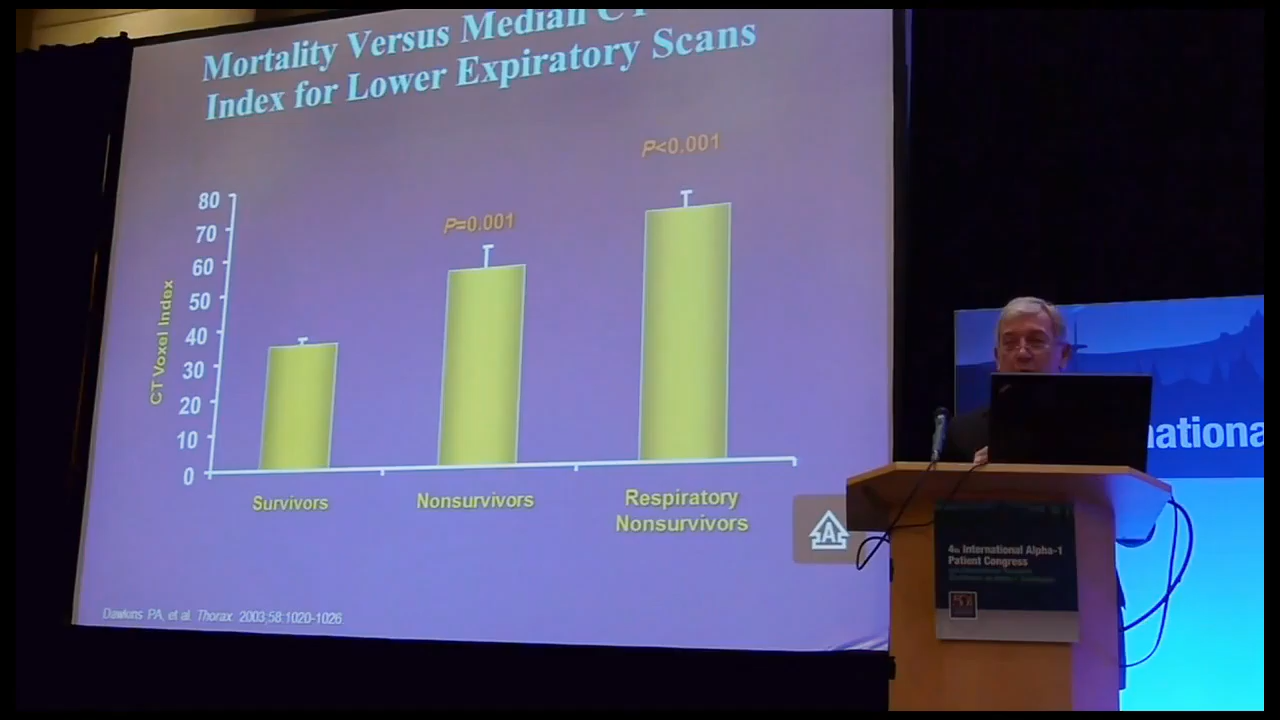 Mortality Versus Median CT
Index for Lower Expiratory Scans
P<0.001
P=0.001
80
70
60
50
40
30
20
10
0
CT Voxel Index
Survivors
Nonsurvivors
Respiratory
Nonsurvivors
A
Dawkins PA, et al. Thorax. 2003;58:1020-1026
nationa
4th International Alpha-1
Patient Congress